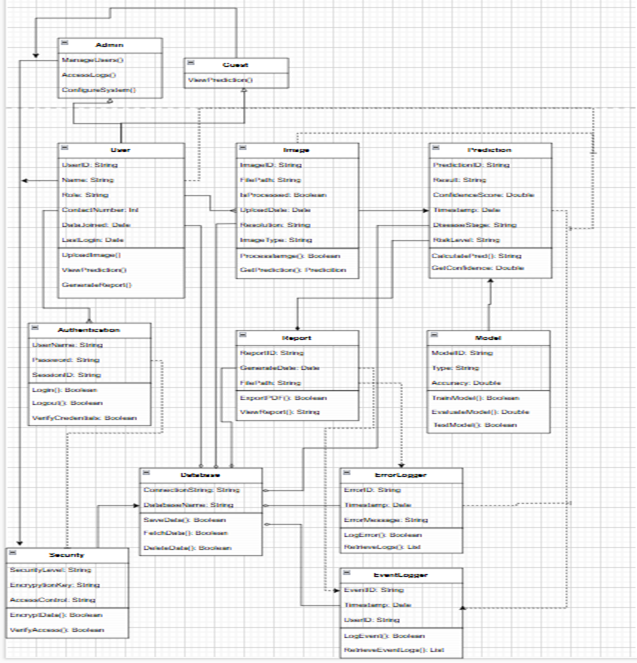 Admin
ManageUsers()
AccessLogs()
ConfigureSystem()
Guest
ViewPrediction()
User
UserID: String
Name: String
Role: String
ContactNumber: Int
DataJoined: Date
LastLogin: Date
UploadImage()
ViewPrediction()
GenerateReport()
Image
ImageID: String
FilePath: String
IsProcessed: Boolean
UploadDate: Date
Resolution: String
ImageType: String
ProcessIamge(): Boolean
GetPrediction(): Prediction
Prediction
PredictionID: String
Result: String
ConfidenceScore: Double
Timestamp: Date
DiseaseStage: String
RiskLevel: String
CalculatePred(): String
GetConfidence: Double
Authentication
UserName: String
Password: String
SessionID: String
Login(): Boolean
Logout(): Boolean
VerifyCredentials: Boolean
Report
ReportID: String
GenerateDate: Date
FilePath: String
ExportPDF(): Boolean
ViewReport(): String
Model
ModelID: String
Type: String
Accuracy: Double
TrainModel(): Boolean
EvaluateModel(): Double
TestModel(): Boolean
Database
ConnectionString: String
DatabaseName: String
SaveData(): Boolean
FetchData(): Boolean
DeleteData(): Boolean
ErrorLogger
ErrorID: String
Timestamp: Date
ErrorMessage: String
LogError(): Boolean
RetrieveLogs(): List
Security
SecurityLevel: String
EncryptionKey: String
AccessControl: String
EncryptData(): Boolean
VerifyAccess(): Boolean
EventLogger
EventID: String
Timestamp: Date
UserID: String
LogEvent(): Boolean
RetrieveEventLogs(): List